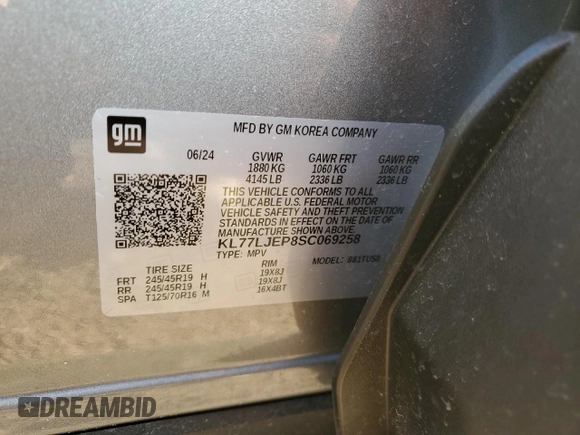 gm
MFD BY GM KOREA COMPANY
06/24 GVWR GAWR FRT GAWR RR
1880 KG 1060 KG 1060 KG
4145 LB 2336 LB 2336 LB
THIS VEHICLE CONFORMS TO ALL
APPLICABLE U.S. FEDERAL MOTOR
VEHICLE SAFETY AND THEFT PREVENTION
STANDARDS IN EFFECT ON THE DATE OF
MANUFACTURE SHOWN ABOVE.
KL77LJEP8SC069258
TYPE: MPV MODEL:
TIRE SIZE RIM
FRT 245/45R19 H 19X8J
RR 245/45R19 H 19X8J
SPA T125/70R16 M 16X4BT
DREAMBID